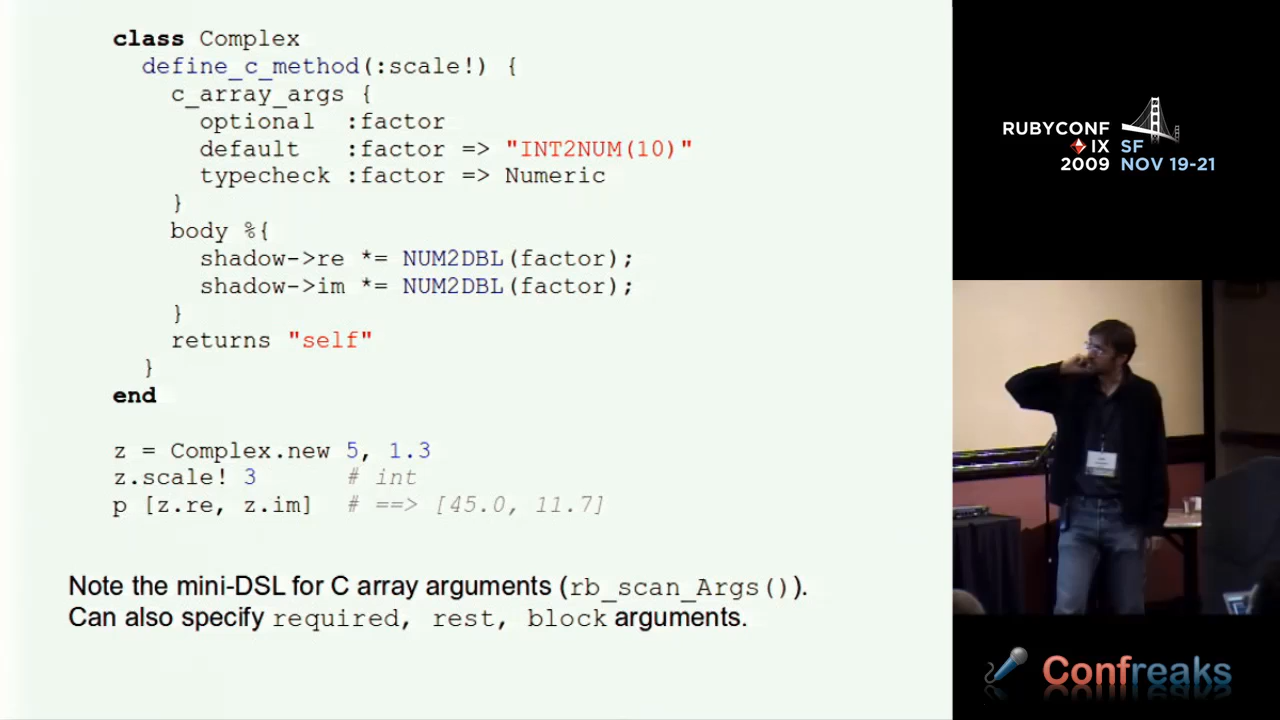 class Complex
define_c_method(:scale!) {
c_array_args {
optional :factor
default :factor => "INT2NUM(10)"
typecheck :factor => Numeric
}
body %{
shadow->re *= NUM2DBL(factor);
shadow->im *= NUM2DBL(factor);
}
returns "self"
}
end
z = Complex.new 5, 1.3
z.scale! 3 # int
p [z.re, z.im] # ==> [45.0, 11.7]
Note the mini-DSL for C array arguments (rb_scan_Args()).
Can also specify required, rest, block arguments.
RUBYCONF
IX SF
2009 NOV 19-21
Confreaks